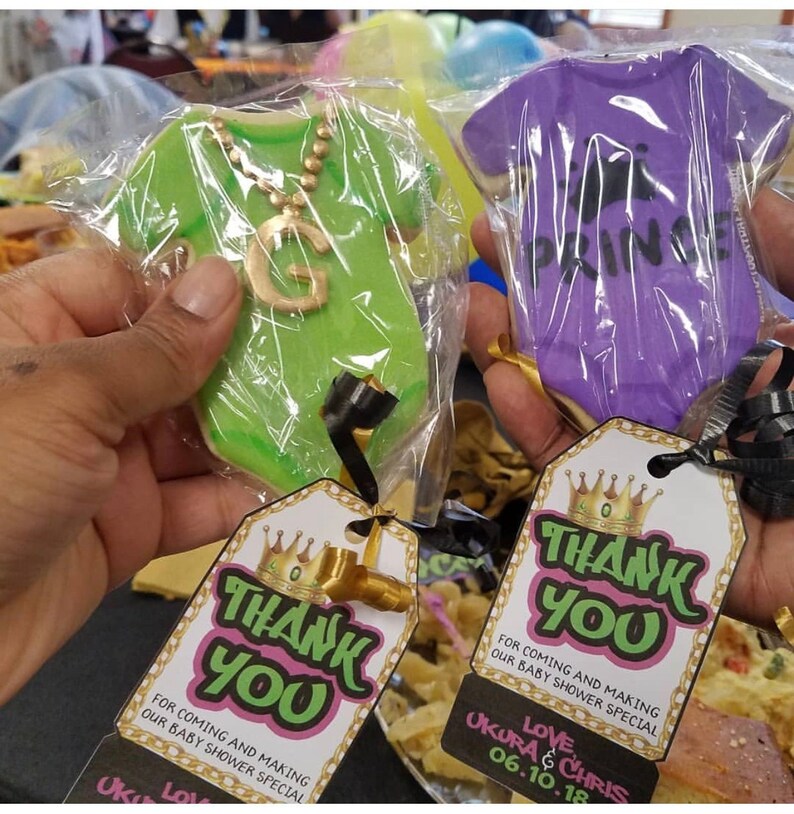 G
PRINCE
THANK
YOU
FOR COMING AND MAKING
OUR BABY SHOWER SPECIAL
LOVE,
THANK
YOU
FOR COMING AND MAKING
OUR BABY SHOWER SPECIAL
LOVE,
UKURA & CHRIS
06.10.18